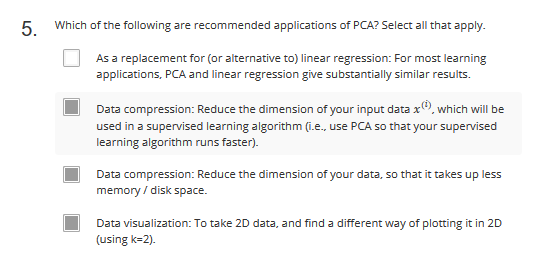 5. Which of the following are recommended applications of PCA? Select all that apply.
As a replacement for (or alternative to) linear regression: For most learning
applications, PCA and linear regression give substantially similar results.
Data compression: Reduce the dimension of your input data x⁽ⁱ⁾, which will be
used in a supervised learning algorithm (i.e., use PCA so that your supervised
learning algorithm runs faster).
Data compression: Reduce the dimension of your data, so that it takes up less
memory / disk space.
Data visualization: To take 2D data, and find a different way of plotting it in 2D
(using k=2).